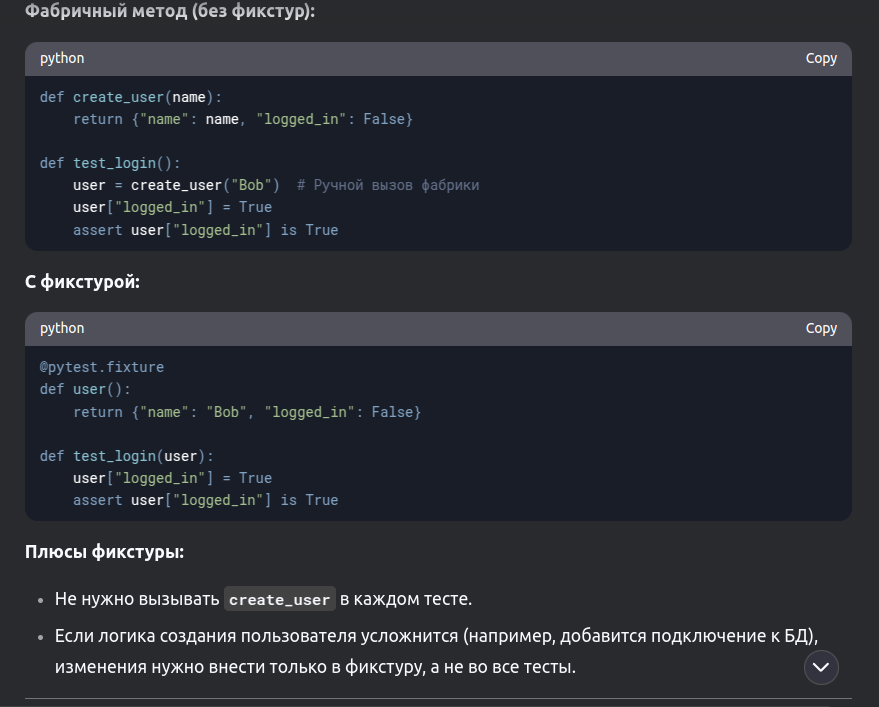 Фабричный метод (без фикстур):
python
Copy
def create_user(name):
    return {"name": name, "logged_in": False}

def test_login():
    user = create_user("Bob")  # Ручной вызов фабрики
    user["logged_in"] = True
    assert user["logged_in"] is True
С фикстурой:
python
Copy
@pytest.fixture
def user():
    return {"name": "Bob", "logged_in": False}

def test_login(user):
    user["logged_in"] = True
    assert user["logged_in"] is True
Плюсы фикстуры:
• Не нужно вызывать create_user в каждом тесте.
• Если логика создания пользователя усложнится (например, добавится подключение к БД),
изменения нужно внести только в фикстуру, а не во все тесты.